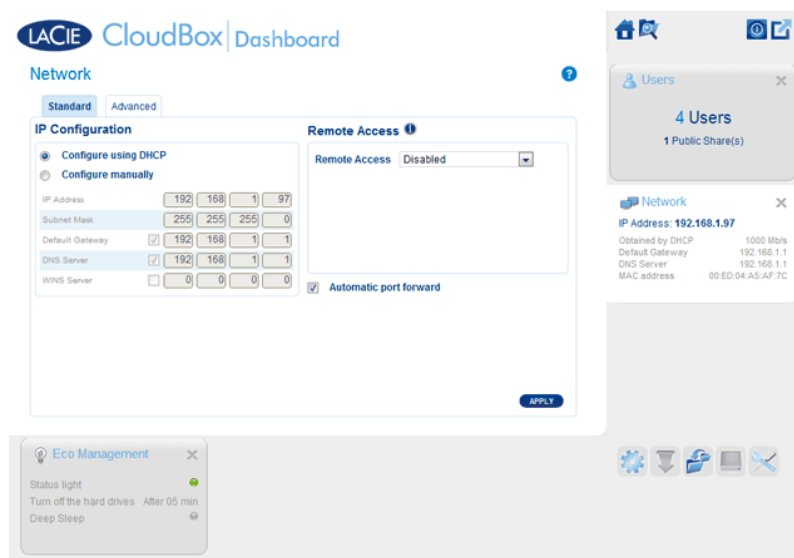 LACIE CloudBox Dashboard
Network
Standard Advanced
IP Configuration
Configure using DHCP
Configure manually
IP Address 192 168 1 97
Subnet Mask 255 255 255 0
Default Gateway 192 168 1 1
DNS Server 192 168 1 1
WINS Server 0 0 0 0
Remote Access
Remote Access Disabled
Automatic port forward
APPLY
Users
4 Users
1 Public Share(s)
Network
IP Address: 192.168.1.97
Obtained by DHCP 1000 Mb/s
Default Gateway 192.168.1.1
DNS Server 192.168.1.1
MAC address 00:ED:04:A5:AF:7C
Eco Management
Status light
Turn off the hard drives After 05 min
Deep Sleep